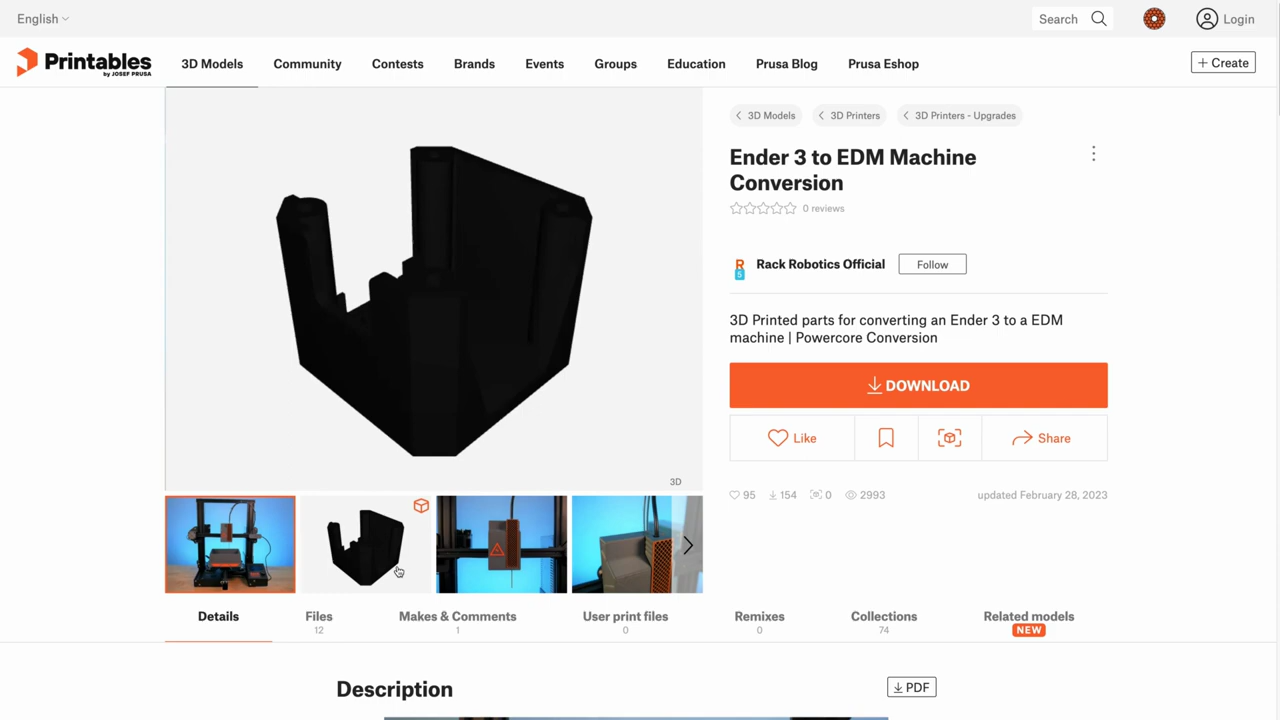 English
Search
Login
Printables
by JOSEF PRUSA
3D Models
Community
Contests
Brands
Events
Groups
Education
Prusa Blog
Prusa Eshop
+ Create
3D Models
3D Printers
3D Printers - Upgrades
Ender 3 to EDM Machine
Conversion
0 reviews
R
5
Rack Robotics Official
Follow
3D Printed parts for converting an Ender 3 to a EDM
machine | Powercore Conversion
DOWNLOAD
Like
Share
95
154
0
2993
updated February 28, 2023
3D
Details
Files
12
Makes & Comments
1
User print files
0
Remixes
0
Collections
74
Related models
NEW
Description
PDF